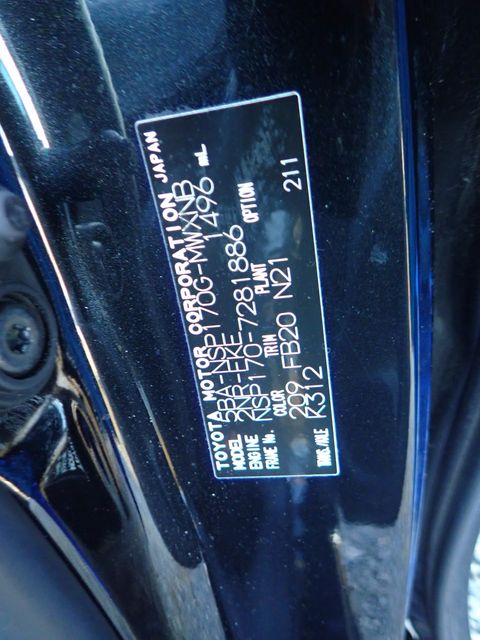 TOYOTA MOTOR CORPORATION JAPAN
MODEL 5BA-NSP170G-MWXNB
ENGINE 2NR-FKE 1496 mL
FRAME No. NSP170-7281886
COLOR TRIM PLANT OPTION
209 FB20 N21 211
TRANS./AXLE K312